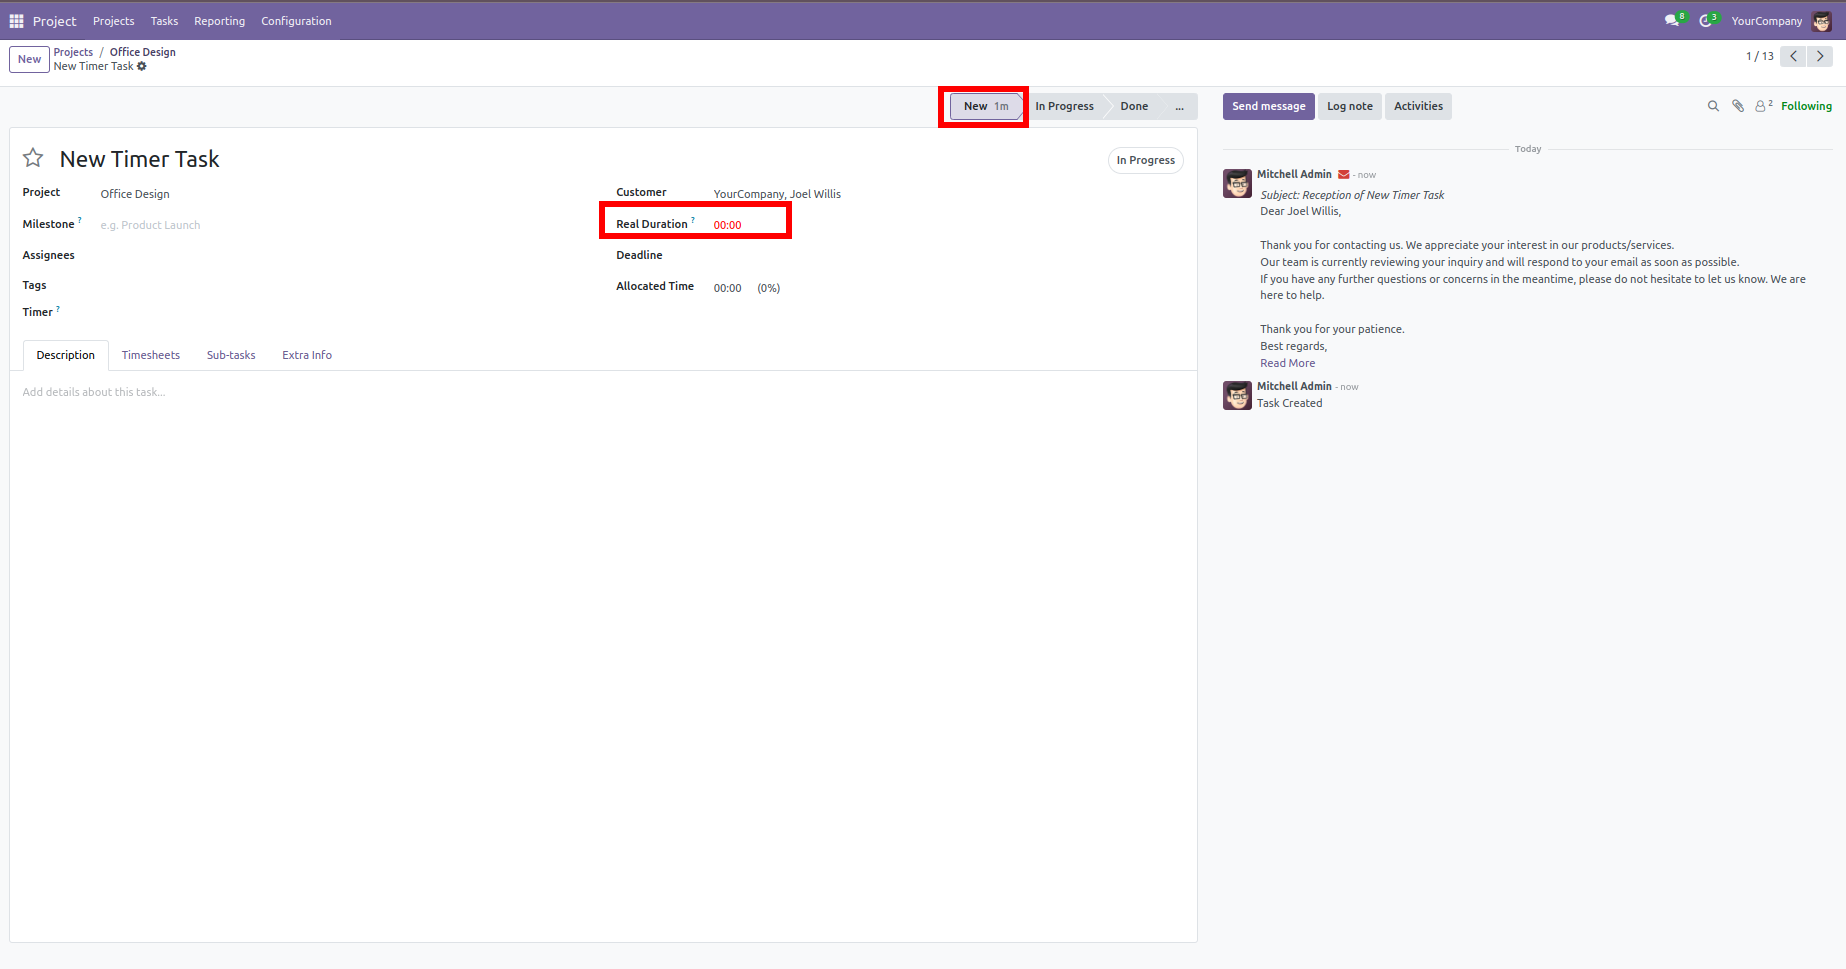 Project Projects Tasks Reporting Configuration 8 3 YourCompany
New Projects / Office Design 1 / 13
New Timer Task
New 1m In Progress Done ... Send message Log note Activities 2 Following
New Timer Task In Progress
Project Office Design
Milestone ? e.g. Product Launch
Assignees
Tags
Timer ?
Customer YourCompany, Joel Willis
Real Duration ? 00:00
Deadline
Allocated Time 00:00 (0%)
Description Timesheets Sub-tasks Extra Info
Add details about this task...
Today
Mitchell Admin - now
Subject: Reception of New Timer Task
Dear Joel Willis,
Thank you for contacting us. We appreciate your interest in our products/services.
Our team is currently reviewing your inquiry and will respond to your email as soon as possible.
If you have any further questions or concerns in the meantime, please do not hesitate to let us know. We are
here to help.
Thank you for your patience.
Best regards,
Read More
Mitchell Admin - now
Task Created